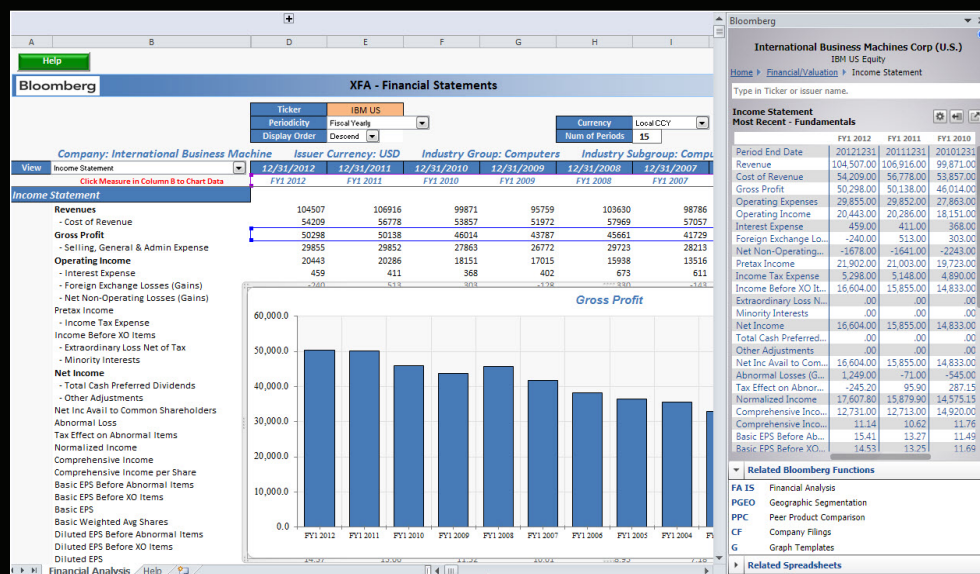 A B D E F G H I
Help
Bloomberg XFA - Financial Statements
Ticker IBM US
Periodicity Fiscal Yearly Currency Local CCY
Display Order Descend Num of Periods 15
Company: International Business Machine Issuer Currency: USD Industry Group: Computers Industry Subgroup: Compu
View Income Statement 12/31/2012 12/31/2011 12/31/2010 12/31/2009 12/31/2008 12/31/2007
Click Measure in Column B to Chart Data FY1 2012 FY1 2011 FY1 2010 FY1 2009 FY1 2008 FY1 2007
Income Statement
Revenues 104507 106916 99871 95759 103630 98786
- Cost of Revenue 54209 56778 53857 51972 57969 57057
Gross Profit 50298 50138 46014 43787 45661 41729
- Selling, General & Admin Expense 29855 29852 27863 26772 29723 28213
Operating Income 20443 20286 18151 17015 15938 13516
- Interest Expense 459 411 368 402 673 611
- Foreign Exchange Losses (Gains) -240 513 303 -128 330 -143
- Net Non-Operating Losses (Gains)
Pretax Income
- Income Tax Expense
Income Before XO Items
- Extraordinary Loss Net of Tax
- Minority Interests
Net Income
- Total Cash Preferred Dividends
- Other Adjustments
Net Inc Avail to Common Shareholders
Abnormal Loss
Tax Effect on Abnormal Items
Normalized Income
Comprehensive Income
Comprehensive Income per Share
Basic EPS Before Abnormal Items
Basic EPS Before XO Items
Basic EPS
Basic Weighted Avg Shares
Diluted EPS Before Abnormal Items
Diluted EPS Before XO Items
Diluted EPS
Gross Profit
60,000.0
50,000.0
40,000.0
30,000.0
20,000.0
10,000.0
0.0
FY1 2012 FY1 2011 FY1 2010 FY1 2009 FY1 2008 FY1 2007 FY1 2006 FY1 2005 FY1 2004
Financial Analysis Help
Bloomberg
International Business Machines Corp (U.S.)
IBM US Equity
Home Financial/Valuation Income Statement
Type in Ticker or issuer name.
Income Statement
Most Recent - Fundamentals
FY1 2012 FY1 2011 FY1 2010
Period End Date 20121231 20111231 20101231
Revenue 104,507.00 106,916.00 99,871.00
Cost of Revenue 54,209.00 56,778.00 53,857.00
Gross Profit 50,298.00 50,138.00 46,014.00
Operating Expenses 29,855.00 29,852.00 27,863.00
Operating Income 20,443.00 20,286.00 18,151.00
Interest Expense 459.00 411.00 368.00
Foreign Exchange Lo... -240.00 513.00 303.00
Net Non-Operating... -1678.00 -1641.00 -2243.00
Pretax Income 21,902.00 21,003.00 19,723.00
Income Tax Expense 5,298.00 5,148.00 4,890.00
Income Before XO It... 16,604.00 15,855.00 14,833.00
Extraordinary Loss N... .00 .00 .00
Minority Interests .00 .00 .00
Net Income 16,604.00 15,855.00 14,833.00
Total Cash Preferred... .00 .00 .00
Other Adjustments .00 .00 .00
Net Inc Avail to Com... 16,604.00 15,855.00 14,833.00
Abnormal Losses (G... 1,249.00 -71.00 -545.00
Tax Effect on Abnor... -245.20 95.90 287.15
Normalized Income 17,607.80 15,879.90 14,575.15
Comprehensive Inco... 12,731.00 12,713.00 14,920.00
Comprehensive Inco... 11.14 10.62 11.76
Basic EPS Before Ab... 15.41 13.27 11.49
Basic EPS Before XO... 14.53 13.25 11.69
Related Bloomberg Functions
FA IS Financial Analysis
PGEO Geographic Segmentation
PPC Peer Product Comparison
CF Company Filings
G Graph Templates
Related Spreadsheets